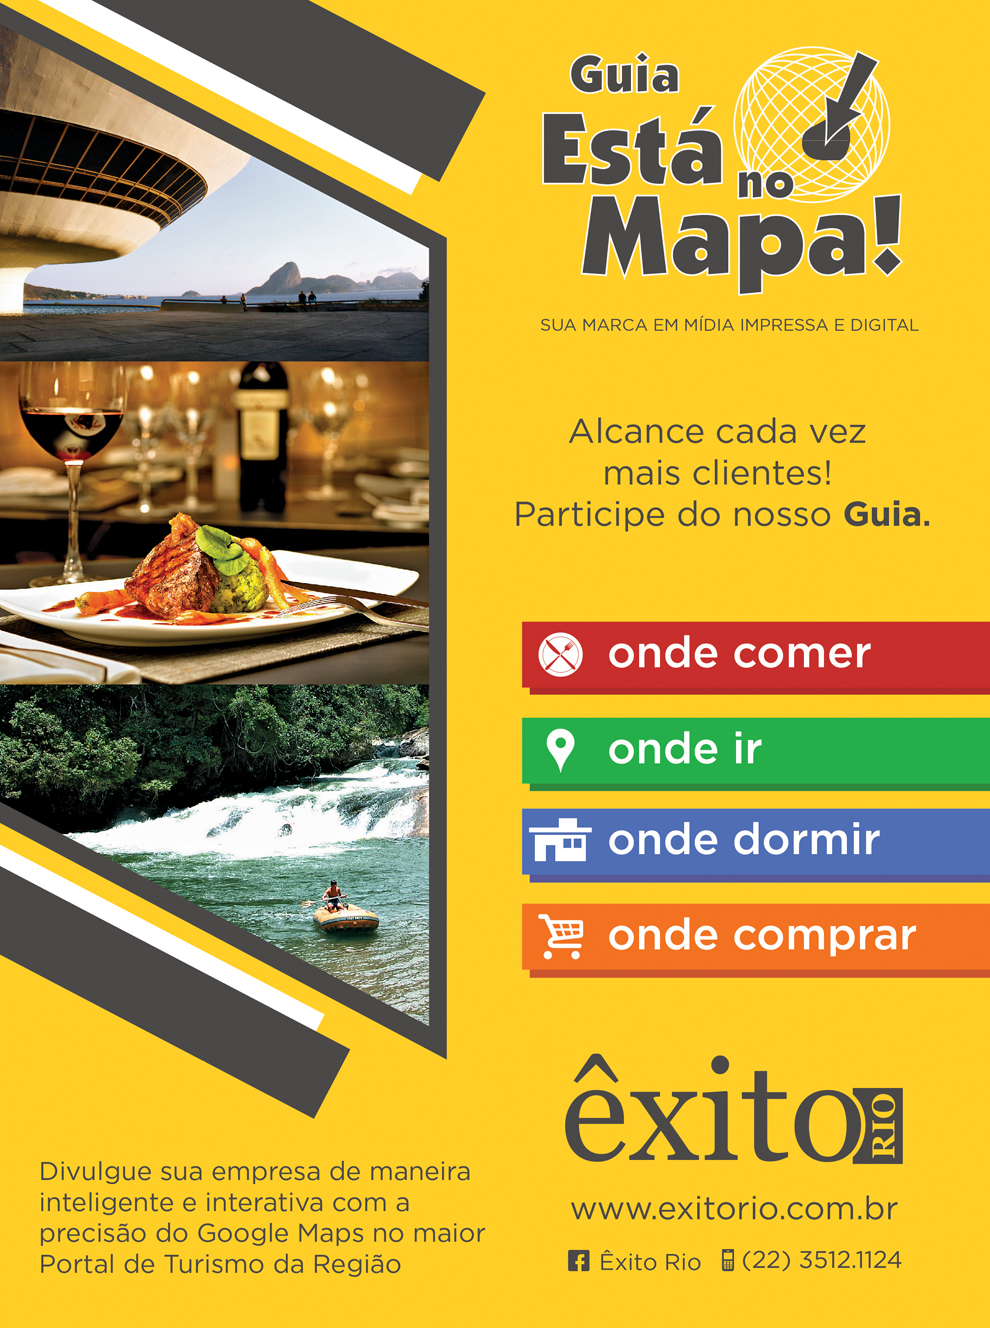 Guia
Está
no
Mapa!
SUA MARCA EM MÍDIA IMPRESSA E DIGITAL
Alcance cada vez
mais clientes!
Participe do nosso Guia.
onde comer
onde ir
onde dormir
onde comprar
êxito
RIO
www.exitorio.com.br
Êxito Rio (22) 3512.1124
Divulgue sua empresa de maneira
inteligente e interativa com a
precisão do Google Maps no maior
Portal de Turismo da Região